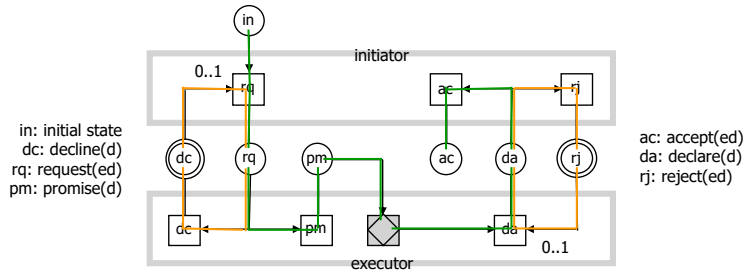 in
initiator
0..1
rq
ac
rj
in: initial state
dc: decline(d)
rq: request(ed)
pm: promise(d)
dc
rq
pm
ac
da
rj
ac: accept(ed)
da: declare(d)
rj: reject(ed)
dc
pm
da
0..1
executor